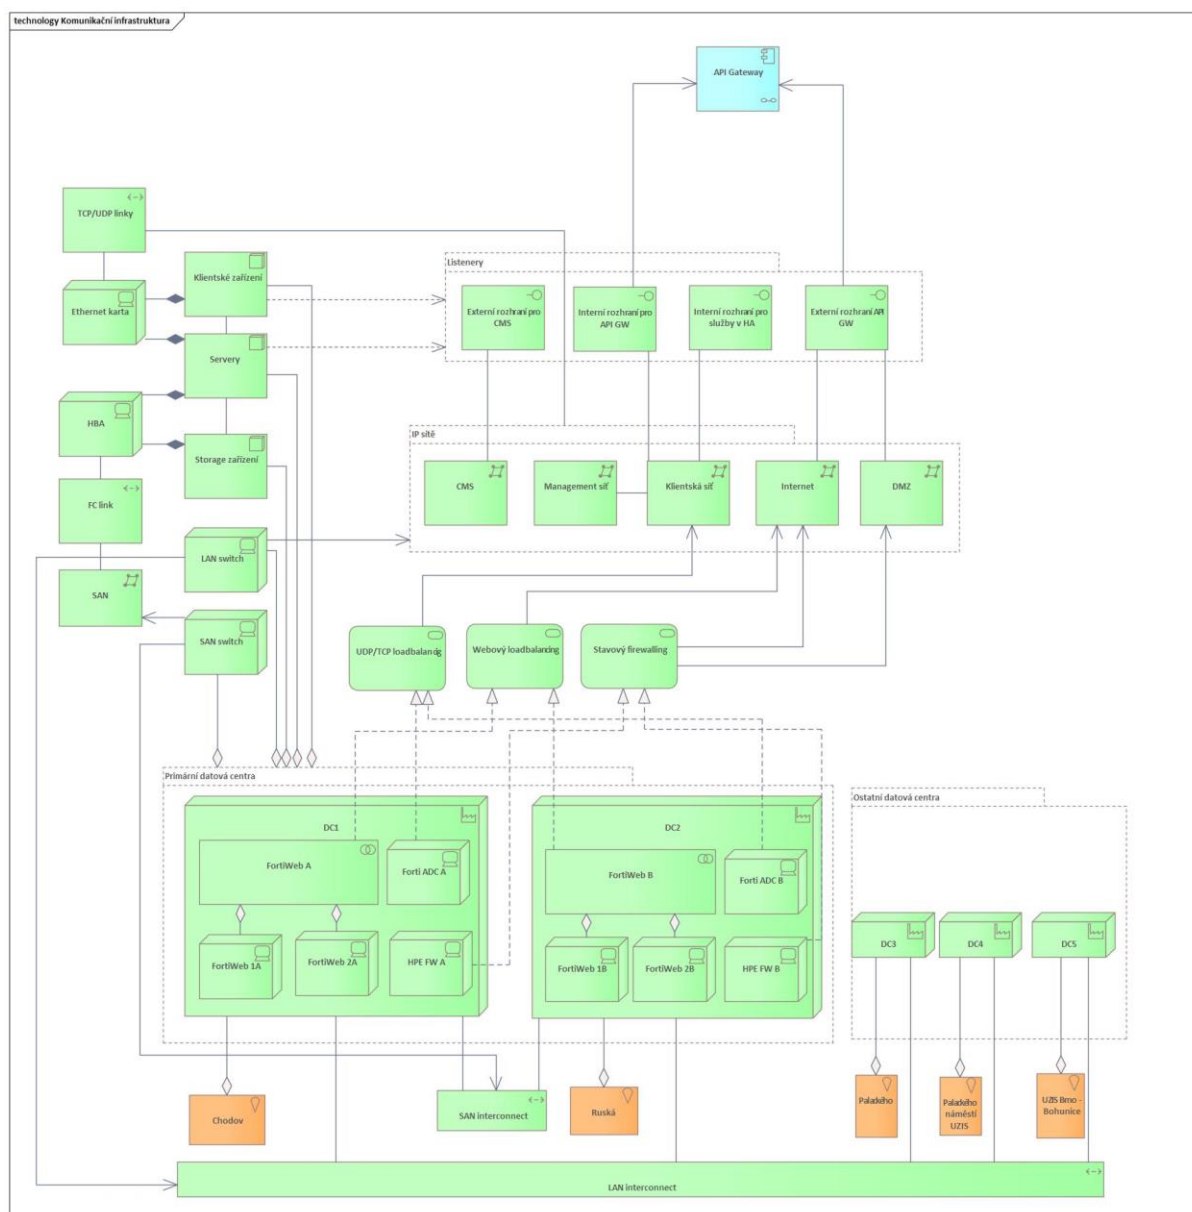 technology Komunikační infrastruktura
API Gateway
TCP/UDP linky
Ethernet karta
Klientské zařízení
Servery
HBA
Storage zařízení
FC link
LAN switch
SAN
SAN switch
Listenery
Externí rozhraní pro
CMS
Interní rozhraní pro
API GW
Interní rozhraní pro
služby v HA
Externí rozhraní API
GW
IP sítě
CMS
Management síť
Klientská síť
Internet
DMZ
UDP/TCP loadbalancig
Webový loadbalancing
Stavový firewalling
Primární datová centra
DC1
FortiWeb A
Forti ADC A
FortiWeb 1A
FortiWeb 2A
HPE FW A
DC2
FortiWeb B
Forti ADC B
FortiWeb 1B
FortiWeb 2B
HPE FW B
Ostatní datová centra
DC3
DC4
DC5
Chodov
SAN interconnect
Ruská
Palackého
Palackého
náměstí
UZIS
UZIS Brno -
Bohunice
LAN interconnect